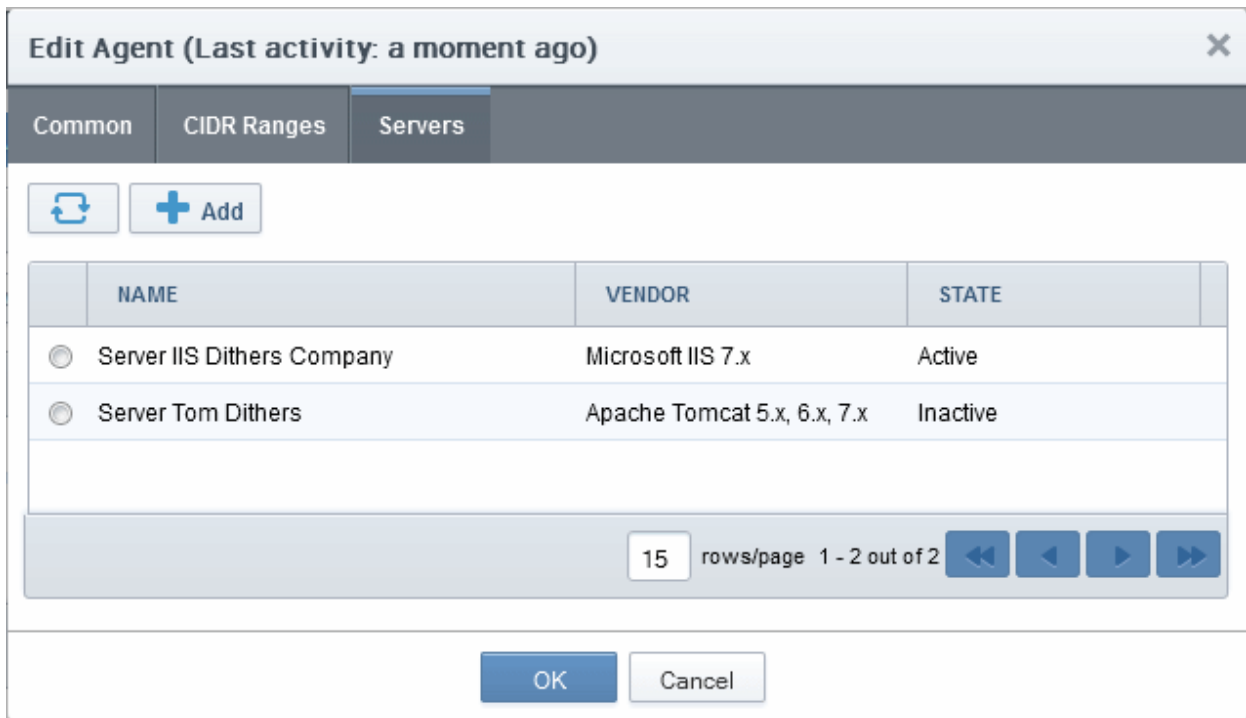 Edit Agent (Last activity: a moment ago)
Common CIDR Ranges Servers
Add
NAME VENDOR STATE
Server IIS Dithers Company Microsoft IIS 7.x Active
Server Tom Dithers Apache Tomcat 5.x, 6.x, 7.x Inactive
15 rows/page 1 - 2 out of 2
OK Cancel